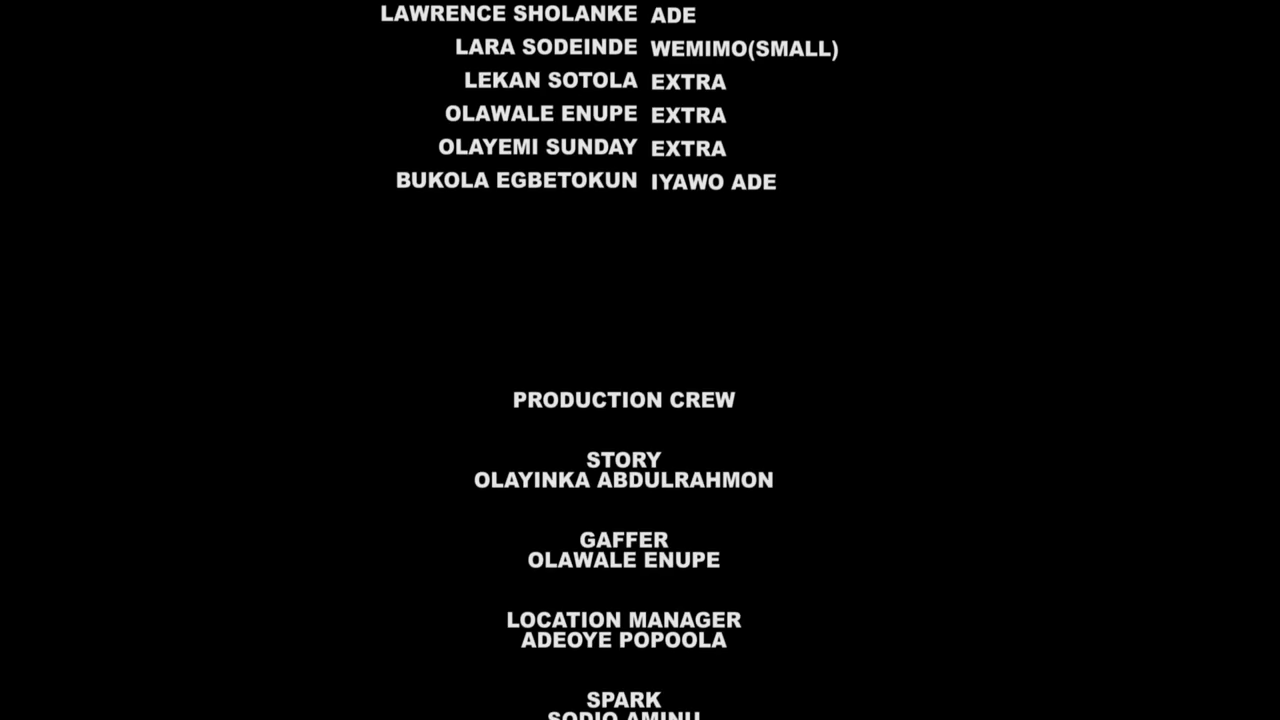 LAWRENCE SHOLANKE ADE
LARA SODEINDE WEMIMO(SMALL)
LEKAN SOTOLA EXTRA
OLAWALE ENUPE EXTRA
OLAYEMI SUNDAY EXTRA
BUKOLA EGBETOKUN IYAWO ADE
PRODUCTION CREW
STORY
OLAYINKA ABDULRAHMON
GAFFER
OLAWALE ENUPE
LOCATION MANAGER
ADEOYE POPOOLA
SPARK